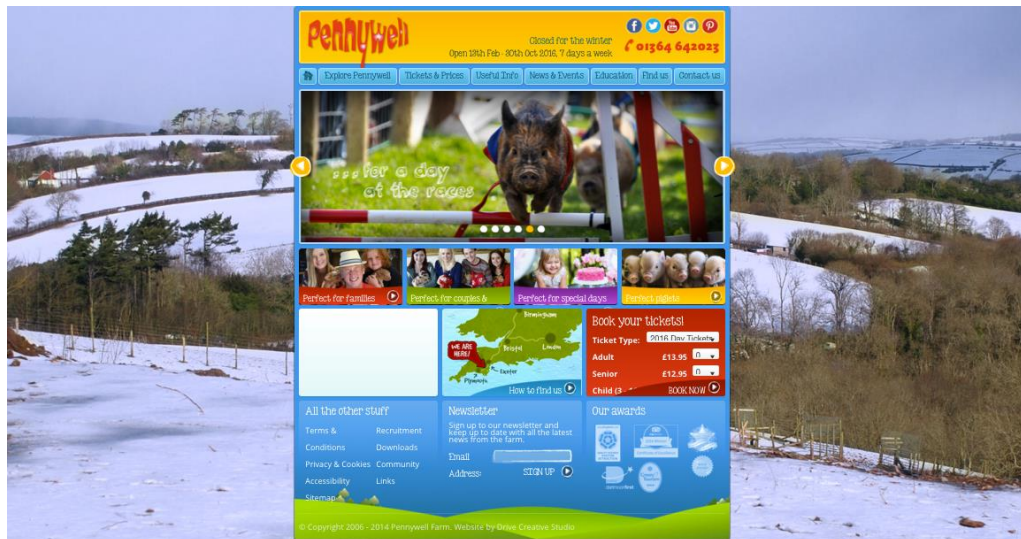 Pennywell
Closed for the winter
Open 13th Feb - 30th Oct 2016, 7 days a week
01364 642023
Explore Pennywell
Tickets & Prices
Useful Info
News & Events
Education
Find us
Contact us
...for a day
at the races
Perfect for families
Perfect for couples &
Perfect for special days
Perfect piglets
Birmingham
WE ARE
HERE!
Bristol
London
Exeter
Plymouth
How to find us
Book your tickets!
Ticket Type: 2016 Day Tickets
Adult £13.95 0
Senior £12.95 0
Child (3 -
BOOK NOW
All the other stuff
Terms &
Conditions
Privacy & Cookies
Accessibility
Sitemap
Recruitment
Downloads
Community
Links
Newsletter
Sign up to our newsletter and
keep up to date with all the latest
news from the farm.
Email
Address:
SIGN UP
Our awards
© Copyright 2006 - 2014 Pennywell Farm, Website by Drive Creative Studio